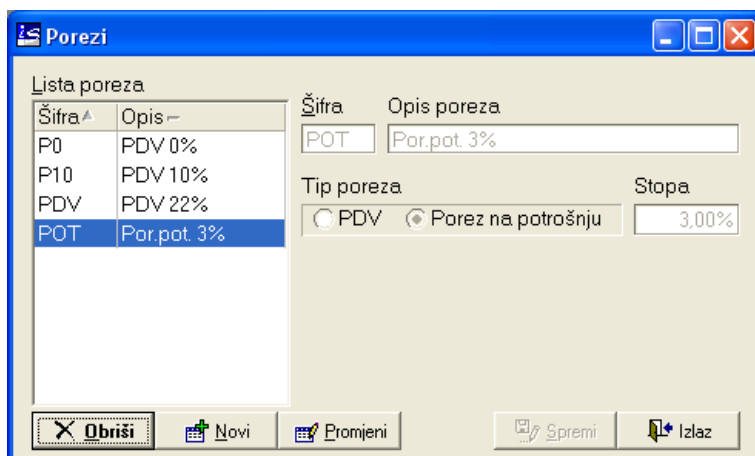 Porezi
Lista poreza
Šifra Opis
P0 PDV 0%
P10 PDV 10%
PDV PDV 22%
POT Por.pot. 3%
Šifra Opis poreza
POT Por.pot. 3%
Tip poreza Stopa
PDV Porez na potrošnju 3,00%
Obriši Novi Promjeni Spremi Izlaz